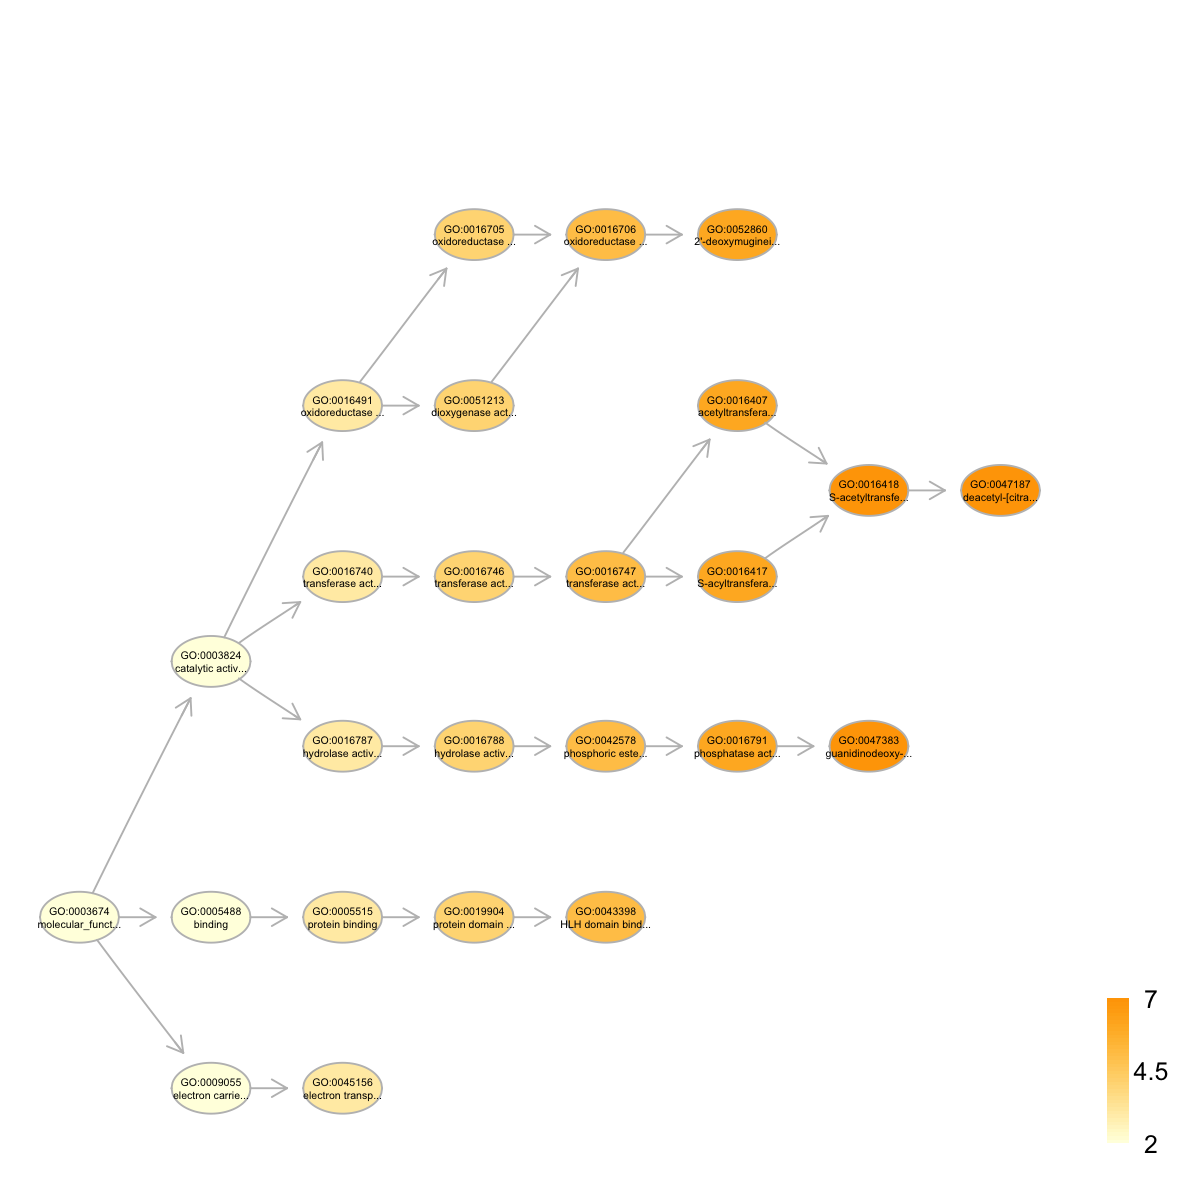 GO:0016705
oxidoreductase ...
GO:0016706
oxidoreductase ...
GO:0052860
2'-deoxymuginei...
GO:0016491
oxidoreductase ...
GO:0051213
dioxygenase act...
GO:0016407
acetyltransfera...
GO:0016418
S-acetyltransfe...
GO:0047187
deacetyl-[citra...
GO:0016740
transferase act...
GO:0016746
transferase act...
GO:0016747
transferase act...
GO:0016417
S-acyltransfera...
GO:0003824
catalytic activ...
GO:0016787
hydrolase activ...
GO:0016788
hydrolase activ...
GO:0042578
phosphoric este...
GO:0016791
phosphatase act...
GO:0047383
guanidinodeoxy-...
GO:0003674
molecular_funct...
GO:0005488
binding
GO:0005515
protein binding
GO:0019904
protein domain ...
GO:0043398
HLH domain bind...
GO:0009055
electron carrie...
GO:0045156
electron transp...
7
4.5
2